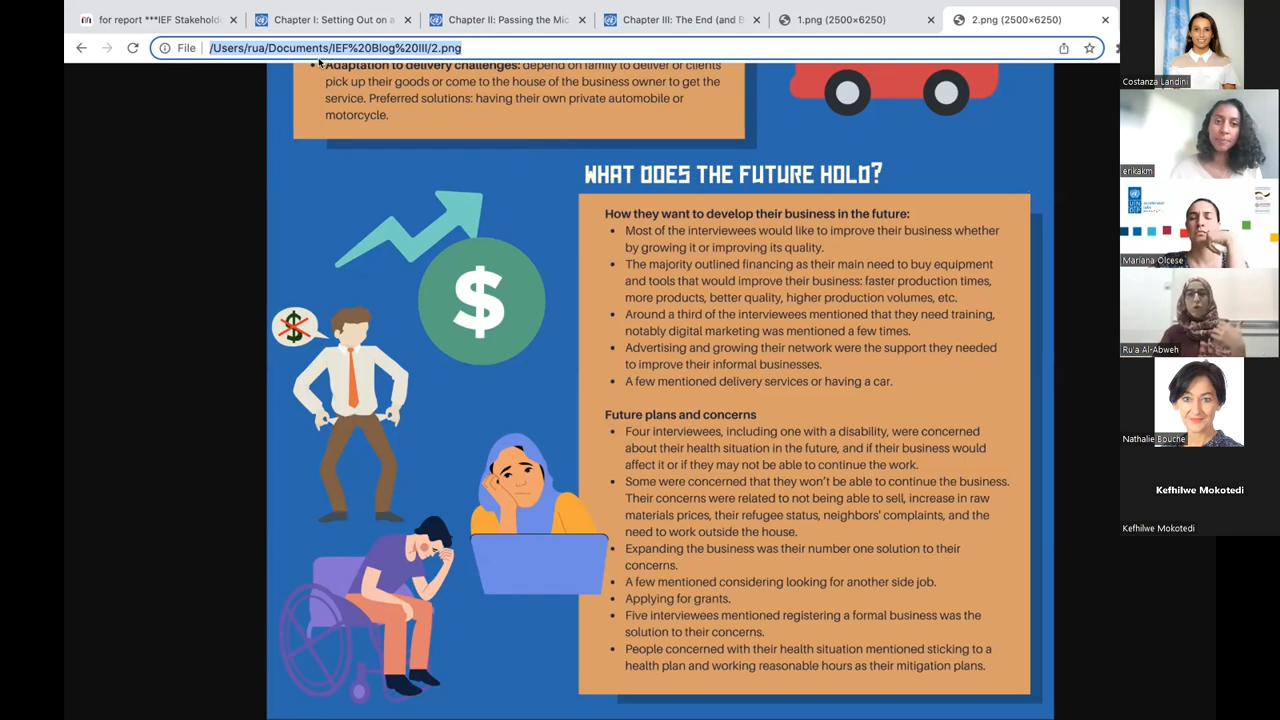 for report ***IEF Stakehold
Chapter I: Setting Out on a
Chapter II: Passing the Mic
Chapter III: The End (and B
1.png (2500×6250)
2.png (2500×6250)
File
/Users/rua/Documents/IEF%20Blog%20III/2.png
Adaptation to delivery challenges: depend on family to deliver or clients
pick up their goods or come to the house of the business owner to get the
service. Preferred solutions: having their own private automobile or
motorcycle.
WHAT DOES THE FUTURE HOLD?
How they want to develop their business in the future:
• Most of the interviewees would like to improve their business whether
by growing it or improving its quality.
• The majority outlined financing as their main need to buy equipment
and tools that would improve their business: faster production times,
more products, better quality, higher production volumes, etc.
• Around a third of the interviewees mentioned that they need training,
notably digital marketing was mentioned a few times.
• Advertising and growing their network were the support they needed
to improve their informal businesses.
• A few mentioned delivery services or having a car.
Future plans and concerns
• Four interviewees, including one with a disability, were concerned
about their health situation in the future, and if their business would
affect it or if they may not be able to continue the work.
• Some were concerned that they won't be able to continue the business.
Their concerns were related to not being able to sell, increase in raw
materials prices, their refugee status, neighbors' complaints, and the
need to work outside the house.
• Expanding the business was their number one solution to their
concerns.
• A few mentioned considering looking for another side job.
• Applying for grants.
• Five interviewees mentioned registering a formal business was the
solution to their concerns.
• People concerned with their health situation mentioned sticking to a
health plan and working reasonable hours as their mitigation plans.
$
$
Costanza Landini
erikakm
Mariana Olcese
Ru'a Al-Abweh
Nathalie Bouche
Kefhilwe Mokotedi
Kefhilwe Mokotedi